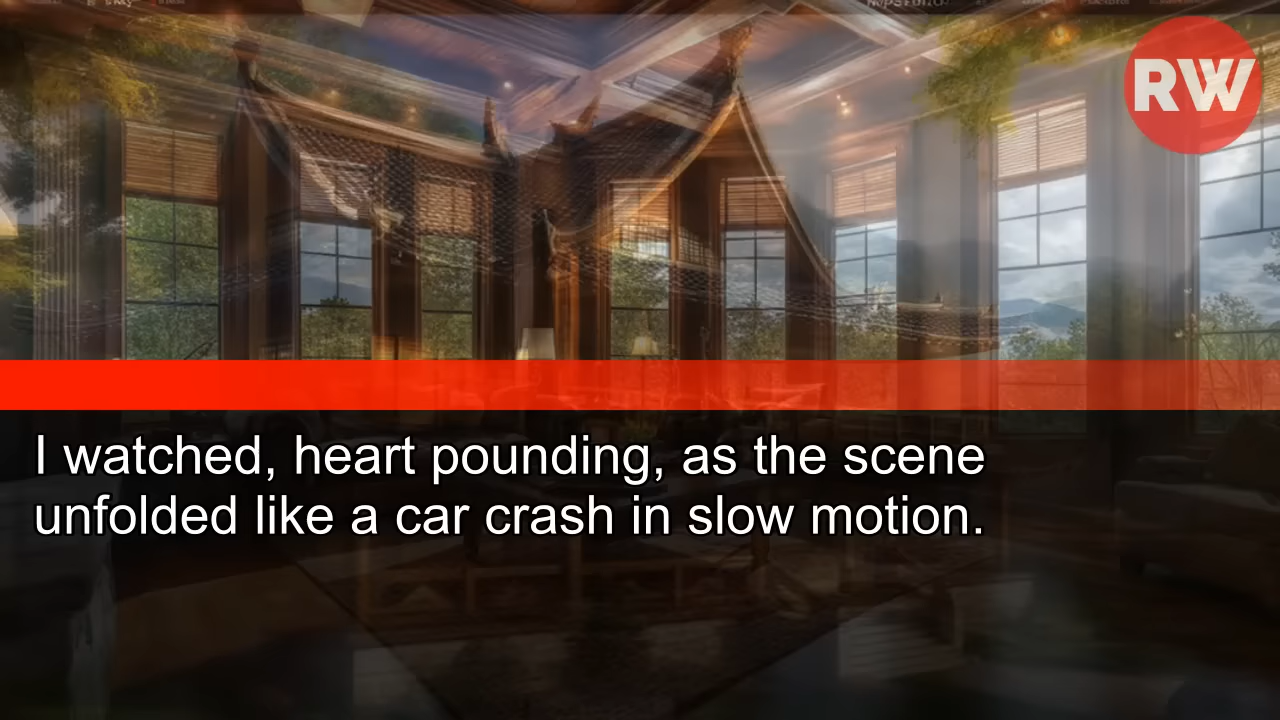 RW
I watched, heart pounding, as the scene
unfolded like a car crash in slow motion.